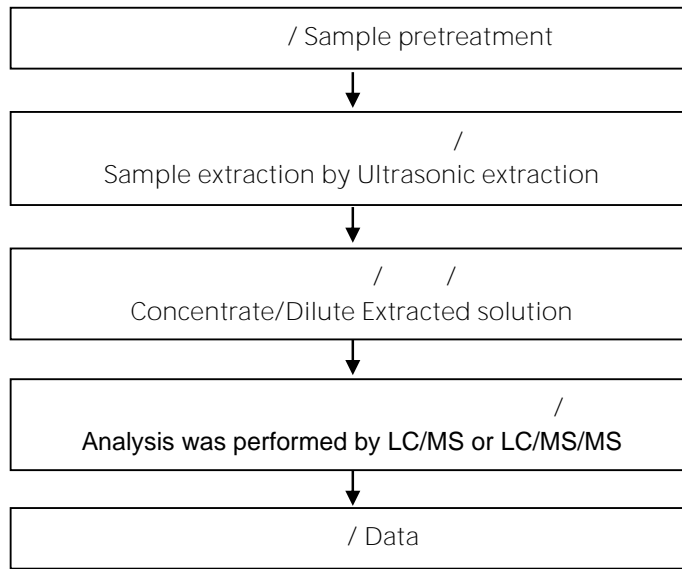 / Sample pretreatment
/
Sample extraction by Ultrasonic extraction
/ /
Concentrate/Dilute Extracted solution
/
Analysis was performed by LC/MS or LC/MS/MS
/ Data